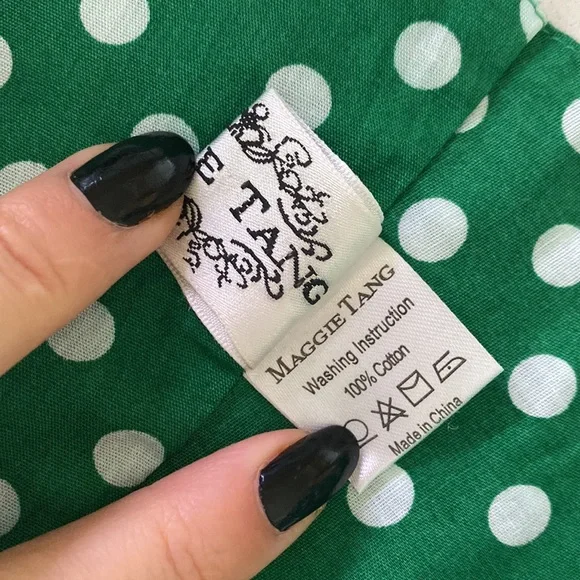 E
TANG
MAGGIE TANG
Washing Instruction
100% Cotton
Made in China